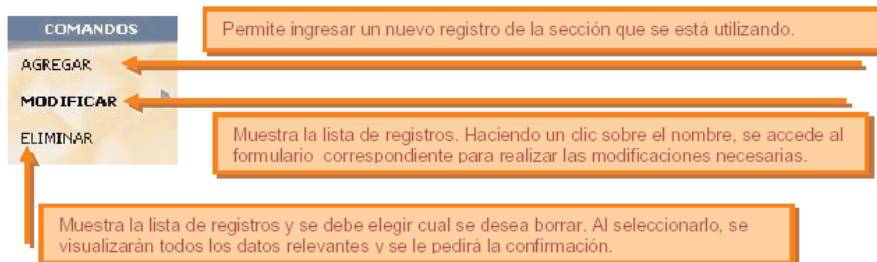 COMANDOS
Permite ingresar un nuevo registro de la sección que se está utilizando.
AGREGAR
MODIFICAR
Muestra la lista de registros. Haciendo un clic sobre el nombre, se accede al
formulario correspondiente para realizar las modificaciones necesarias.
ELIMINAR
Muestra la lista de registros y se debe elegir cual se desea borrar. Al seleccionarlo, se
visualizarán todos los datos relevantes y se le pedirá la confirmación.